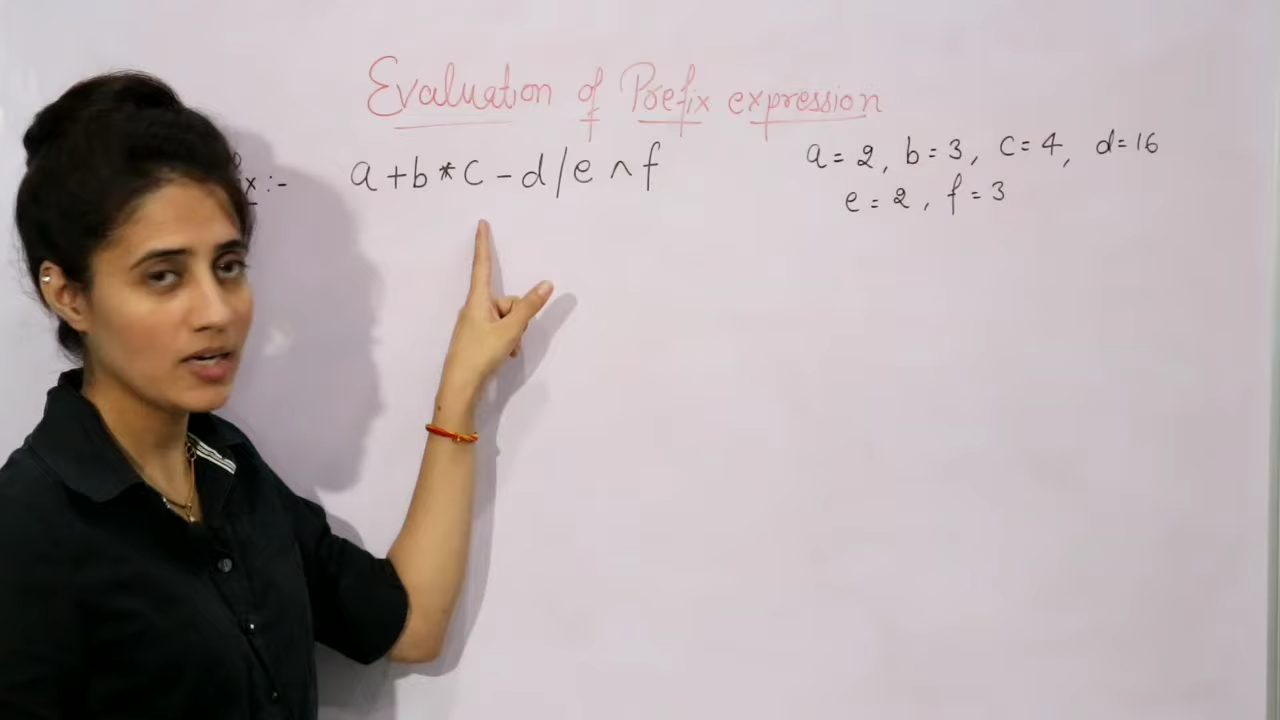 Evaluation of Prefix expression
x :- a + b * c - d / e ^ f
a = 2, b = 3, c = 4, d = 16
e = 2, f = 3